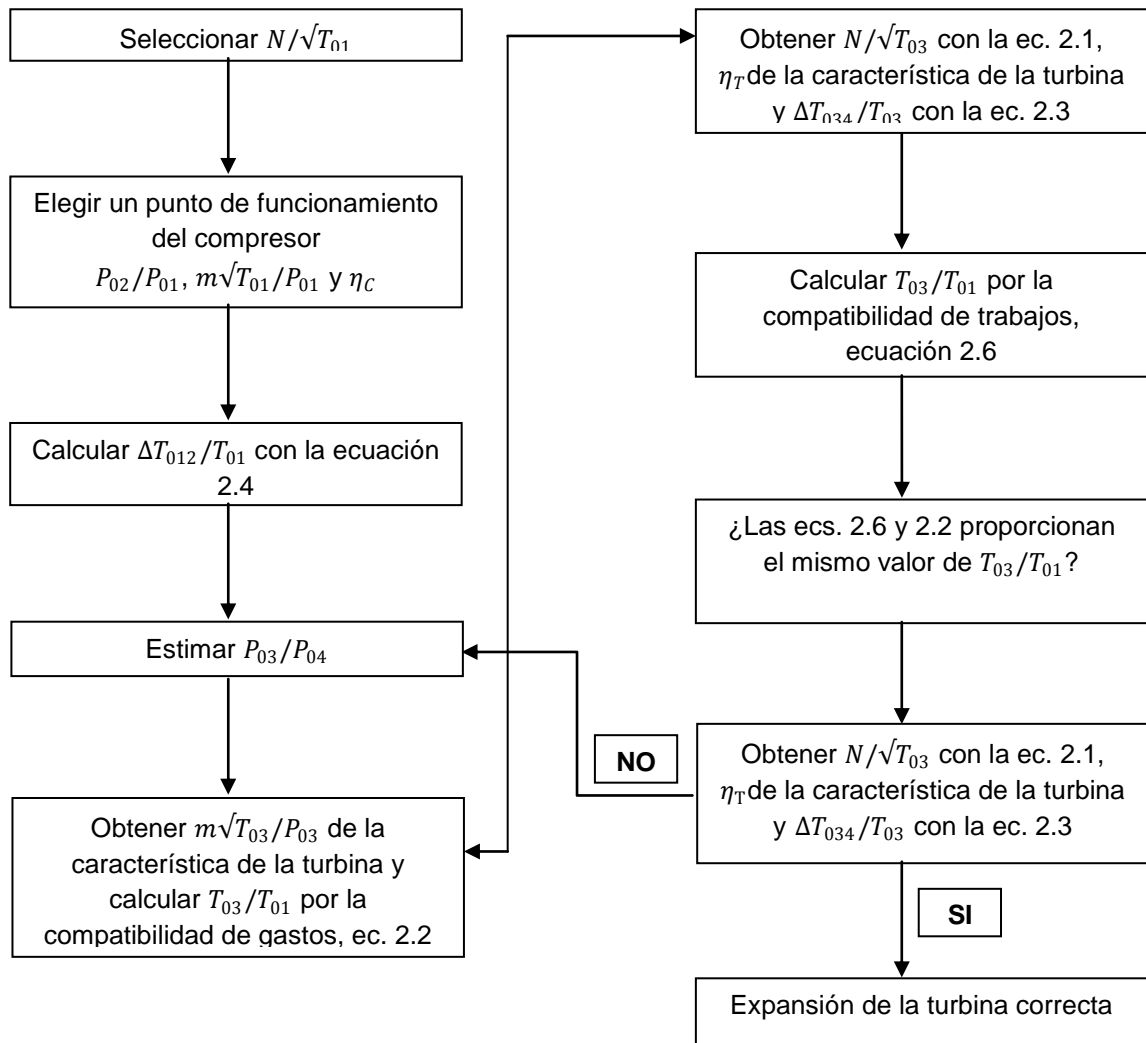 Seleccionar N/√T₀₁
Elegir un punto de funcionamiento
del compresor
P₀₂/P₀₁, m√T₀₁/P₀₁ y η_C
Calcular ΔT₀₁₂/T₀₁ con la ecuación
2.4
Estimar P₀₃/P₀₄
Obtener m√T₀₃/P₀₃ de la
característica de la turbina y
calcular T₀₃/T₀₁ por la
compatibilidad de gastos, ec. 2.2
Obtener N/√T₀₃ con la ec. 2.1,
η_T de la característica de la turbina
y ΔT₀₃₄/T₀₃ con la ec. 2.3
Calcular T₀₃/T₀₁ por la
compatibilidad de trabajos,
ecuación 2.6
¿Las ecs. 2.6 y 2.2 proporcionan
el mismo valor de T₀₃/T₀₁?
Obtener N/√T₀₃ con la ec. 2.1,
η_T de la característica de la turbina
y ΔT₀₃₄/T₀₃ con la ec. 2.3
NO
SI
Expansión de la turbina correcta